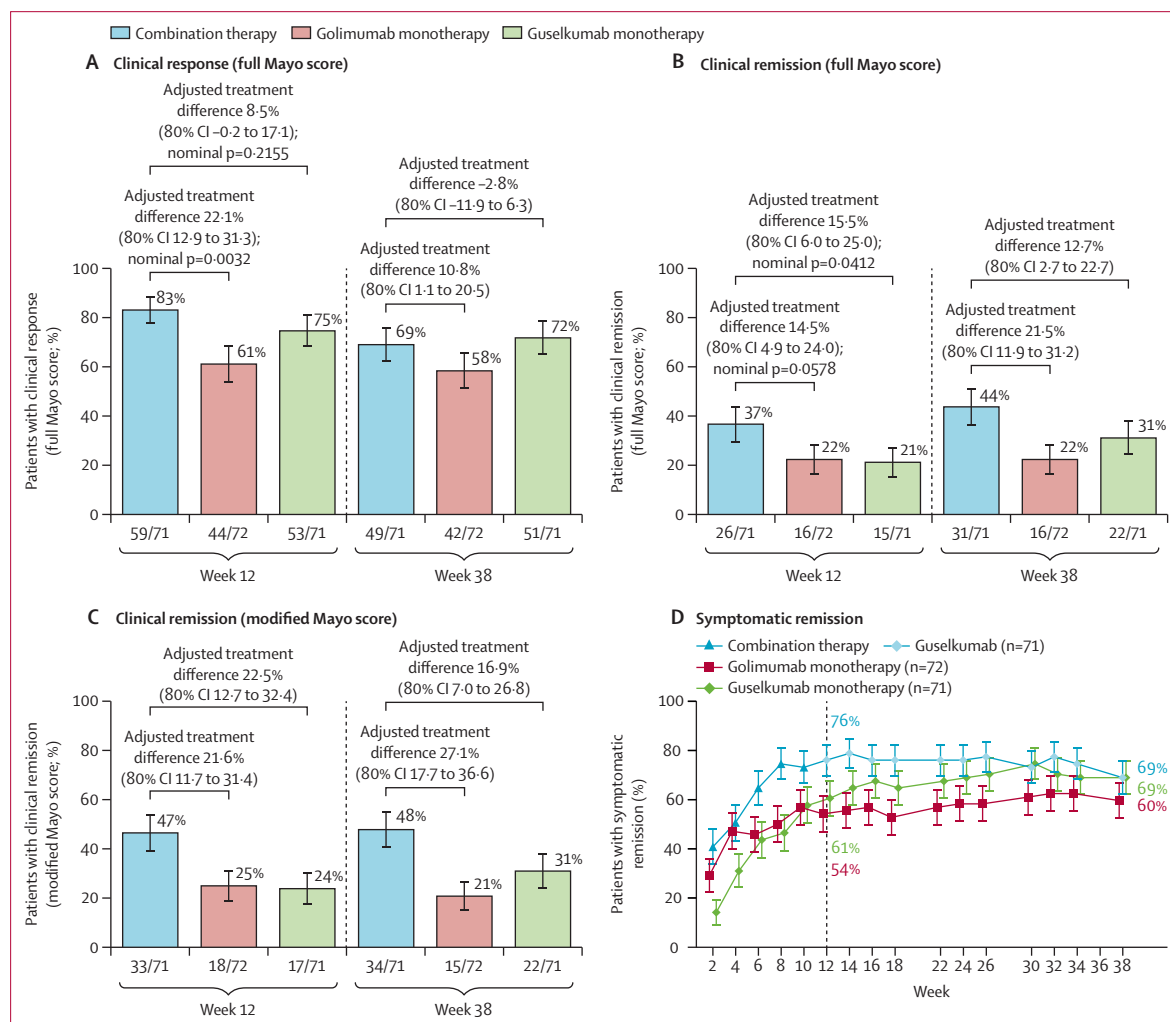 Combination therapy Golimumab monotherapy Guselkumab monotherapy
A Clinical response (full Mayo score)
Adjusted treatment
difference 8·5%
(80% CI –0·2 to 17·1);
nominal p=0·2155
Adjusted treatment
difference 22·1%
(80% CI 12·9 to 31·3);
nominal p=0·0032
Adjusted treatment
difference –2·8%
(80% CI –11·9 to 6·3)
Adjusted treatment
difference 10·8%
(80% CI 1·1 to 20·5)
Patients with clinical response
(full Mayo score; %)
100
80
60
40
20
0
83%
61%
75%
69%
58%
72%
59/71 44/72 53/71 49/71 42/72 51/71
Week 12 Week 38
B Clinical remission (full Mayo score)
Adjusted treatment
difference 15·5%
(80% CI 6·0 to 25·0);
nominal p=0·0412
Adjusted treatment
difference 14·5%
(80% CI 4·9 to 24·0);
nominal p=0·0578
Adjusted treatment
difference 12·7%
(80% CI 2·7 to 22·7)
Adjusted treatment
difference 21·5%
(80% CI 11·9 to 31·2)
Patients with clinical remission
(full Mayo score; %)
100
80
60
40
20
0
37%
22%
21%
44%
22%
31%
26/71 16/72 15/71 31/71 16/72 22/71
Week 12 Week 38
C Clinical remission (modified Mayo score)
Adjusted treatment
difference 22·5%
(80% CI 12·7 to 32·4)
Adjusted treatment
difference 21·6%
(80% CI 11·7 to 31·4)
Adjusted treatment
difference 16·9%
(80% CI 7·0 to 26·8)
Adjusted treatment
difference 27·1%
(80% CI 17·7 to 36·6)
Patients with clinical remission
(modified Mayo score; %)
100
80
60
40
20
0
47%
25%
24%
48%
21%
31%
33/71 18/72 17/71 34/71 15/72 22/71
Week 12 Week 38
D Symptomatic remission
Combination therapy Guselkumab (n=71)
Golimumab monotherapy (n=72)
Guselkumab monotherapy (n=71)
Patients with symptomatic
remission (%)
100
80
60
40
20
0
76%
61%
54%
69%
69%
60%
2 4 6 8 10 12 14 16 18 22 24 26 30 32 34 36 38
Week